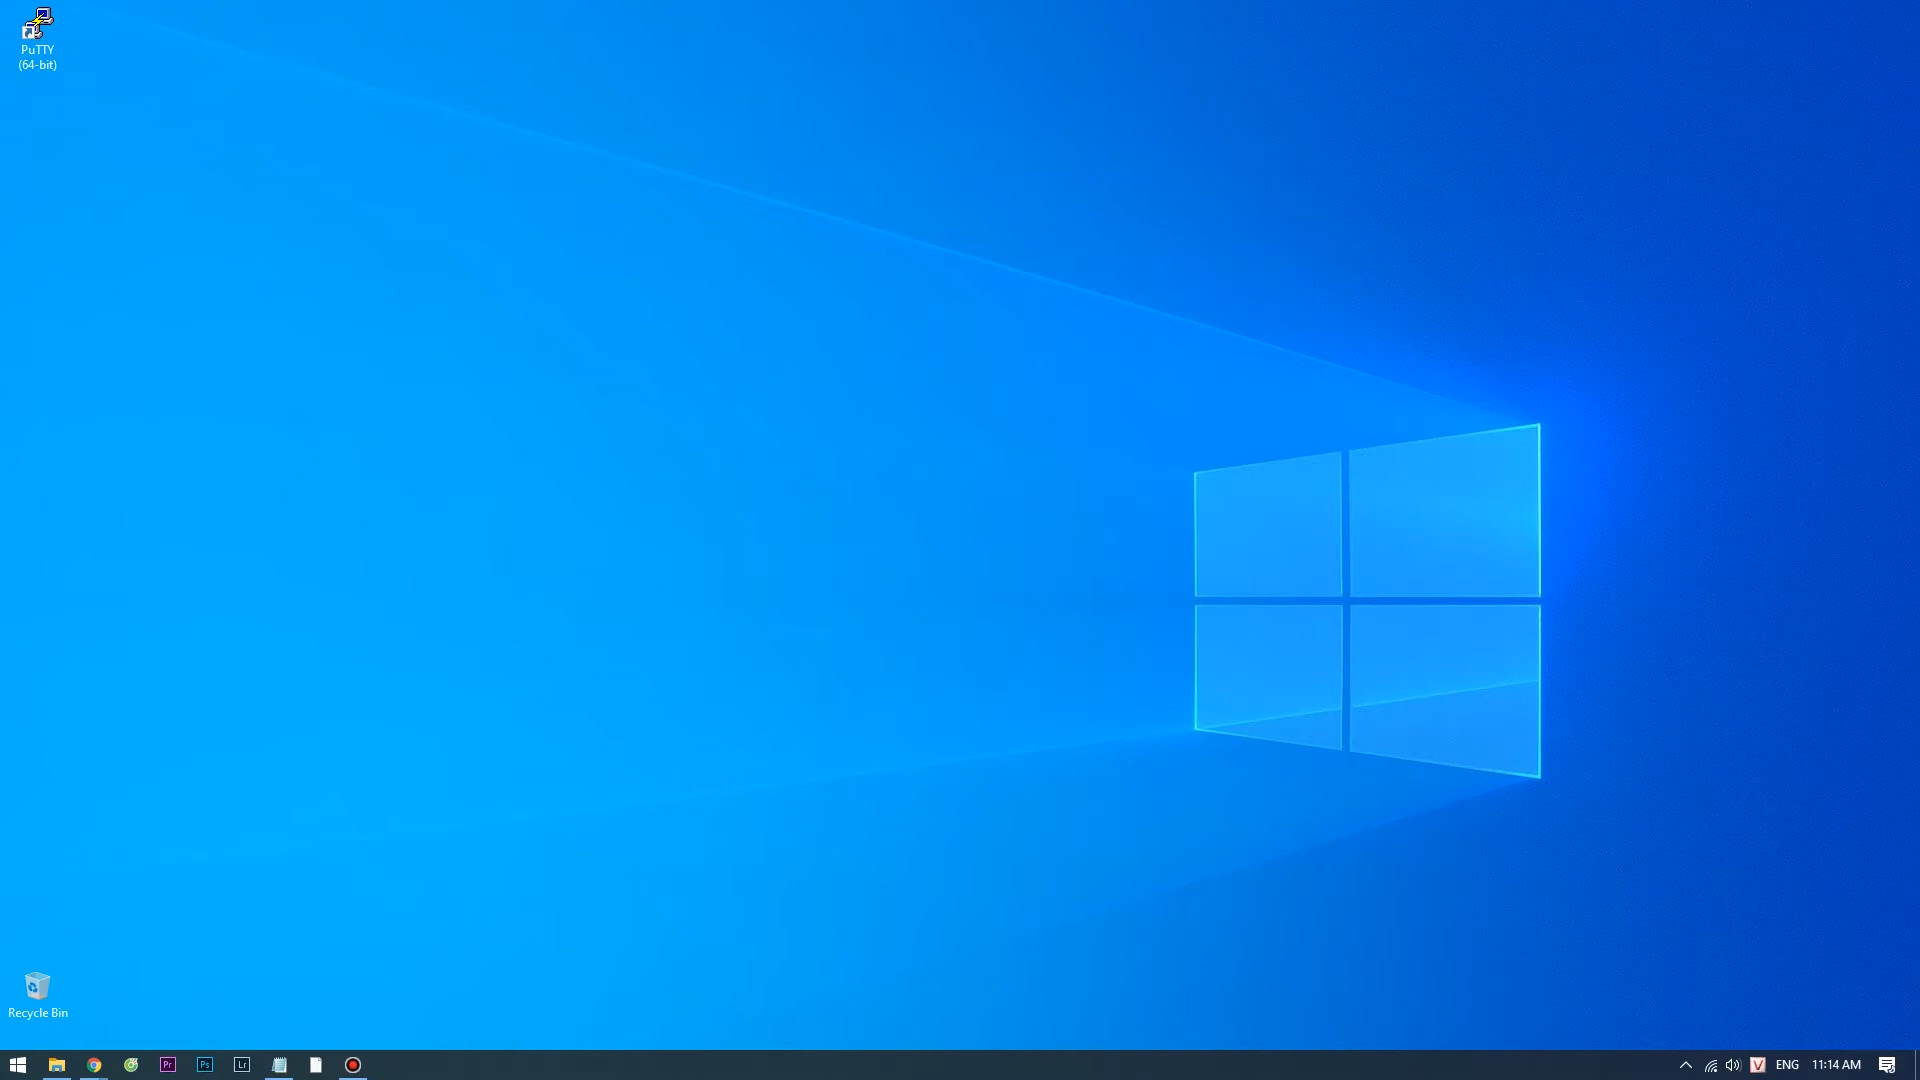 PuTTY
(64-bit)
Recycle Bin
Pr
Ps
Lr
V
ENG
11:14 AM